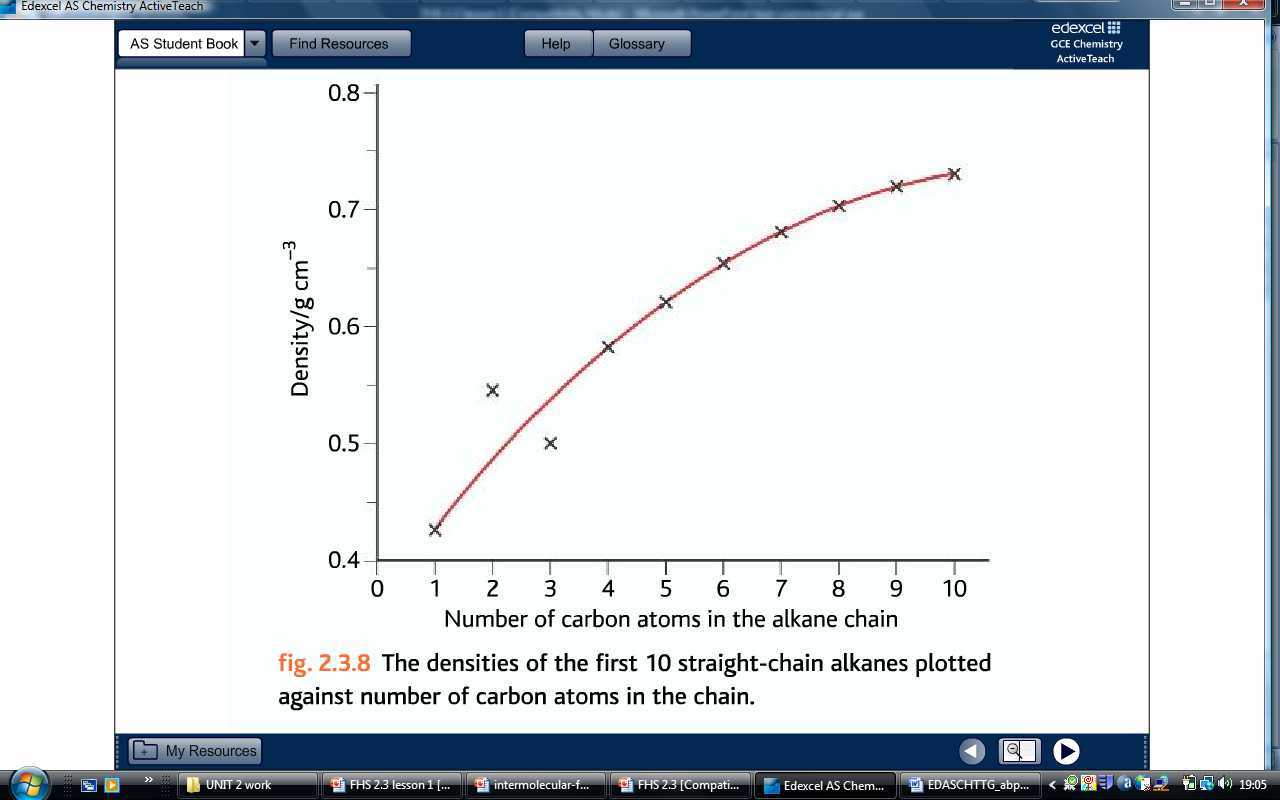 Edexcel AS Chemistry ActiveTeach
AS Student Book
Find Resources
Help
Glossary
edexcel
GCE Chemistry
ActiveTeach
0.8
0.7
0.6
0.5
0.4
Density/g cm⁻³
0 1 2 3 4 5 6 7 8 9 10
Number of carbon atoms in the alkane chain
fig. 2.3.8 The densities of the first 10 straight-chain alkanes plotted
against number of carbon atoms in the chain.
My Resources
»
UNIT 2 work
FHS 2.3 lesson 1 [...
intermolecular-f...
FHS 2.3 [Compati...
Edexcel AS Chem...
EDASCHTTG_abp...
19:05